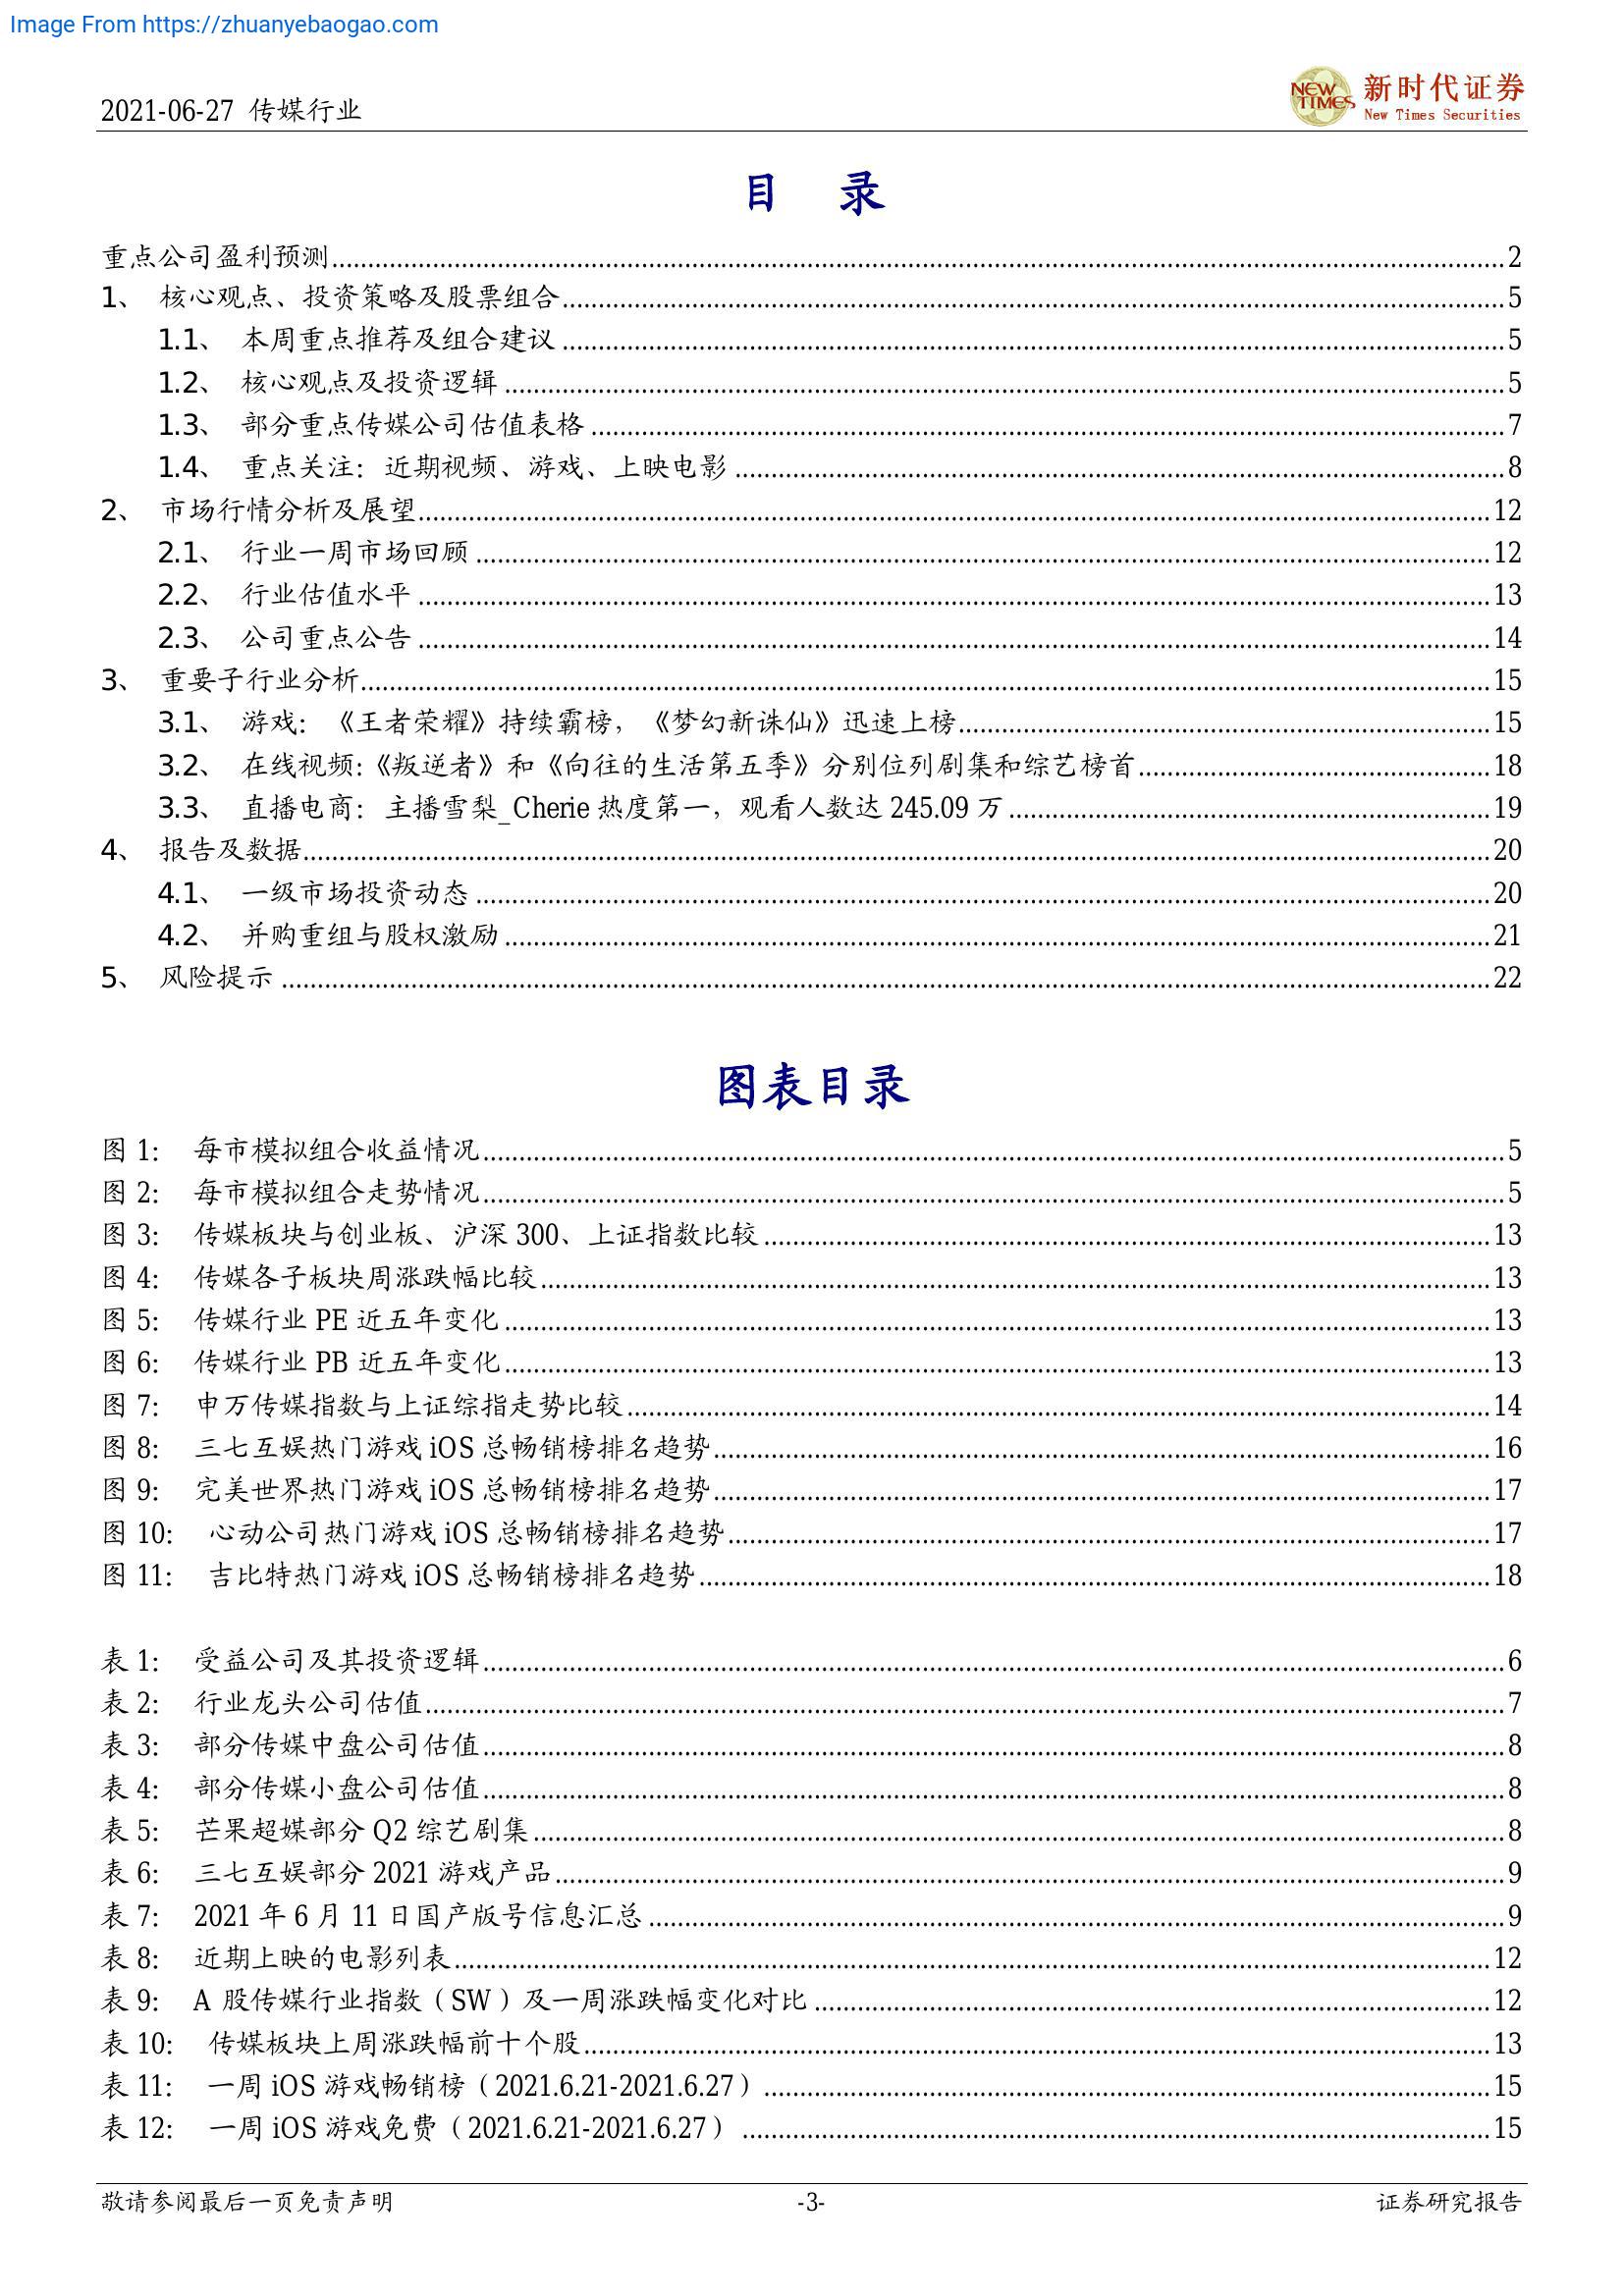 Image From https://zhuanyebaogao.com
2021-06-27 传媒行业
NEW TIMES
新时代证券
New Times Securities
目 录
重点公司盈利预测 2
1、 核心观点、投资策略及股票组合 5
1.1、 本周重点推荐及组合建议 5
1.2、 核心观点及投资逻辑 5
1.3、 部分重点传媒公司估值表格 7
1.4、 重点关注：近期视频、游戏、上映电影 8
2、 市场行情分析及展望 12
2.1、 行业一周市场回顾 12
2.2、 行业估值水平 13
2.3、 公司重点公告 14
3、 重要子行业分析 15
3.1、 游戏：《王者荣耀》持续霸榜，《梦幻新诛仙》迅速上榜 15
3.2、 在线视频：《叛逆者》和《向往的生活第五季》分别位列剧集和综艺榜首 18
3.3、 直播电商：主播雪梨_Cherie 热度第一，观看人数达 245.09 万 19
4、 报告及数据 20
4.1、 一级市场投资动态 20
4.2、 并购重组与股权激励 21
5、 风险提示 22
图表目录
图 1： 每市模拟组合收益情况 5
图 2： 每市模拟组合走势情况 5
图 3： 传媒板块与创业板、沪深 300、上证指数比较 13
图 4： 传媒各子板块周涨跌幅比较 13
图 5： 传媒行业 PE 近五年变化 13
图 6： 传媒行业 PB 近五年变化 13
图 7： 申万传媒指数与上证综指走势比较 14
图 8： 三七互娱热门游戏 iOS 总畅销榜排名趋势 16
图 9： 完美世界热门游戏 iOS 总畅销榜排名趋势 17
图 10： 心动公司热门游戏 iOS 总畅销榜排名趋势 17
图 11： 吉比特热门游戏 iOS 总畅销榜排名趋势 18
表 1： 受益公司及其投资逻辑 6
表 2： 行业龙头公司估值 7
表 3： 部分传媒中盘公司估值 8
表 4： 部分传媒小盘公司估值 8
表 5： 芒果超媒部分 Q2 综艺剧集 8
表 6： 三七互娱部分 2021 游戏产品 9
表 7： 2021 年 6 月 11 日国产版号信息汇总 9
表 8： 近期上映的电影列表 12
表 9： A 股传媒行业指数（SW）及一周涨跌幅变化对比 12
表 10： 传媒板块上周涨跌幅前十个股 13
表 11： 一周 iOS 游戏畅销榜（2021.6.21-2021.6.27） 15
表 12： 一周 iOS 游戏免费（2021.6.21-2021.6.27） 15
敬请参阅最后一页免责声明 -3- 证券研究报告